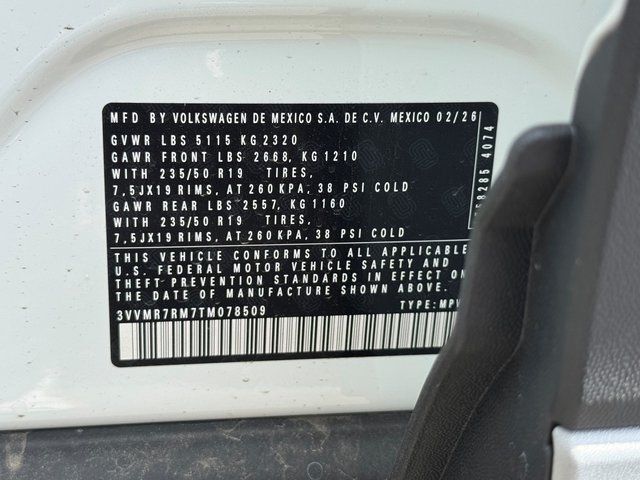 MFD BY VOLKSWAGEN DE MEXICO S.A. DE C.V. MEXICO 02/26
GVWR LBS 5115 KG 2320
GAWR FRONT LBS 2668, KG 1210
WITH 235/50 R19 TIRES,
7,5JX19 RIMS, AT 260 KPA, 38 PSI COLD
GAWR REAR LBS 2557, KG 1160
WITH 235/50 R19 TIRES,
7,5JX19 RIMS, AT 260 KPA, 38 PSI COLD
THIS VEHICLE CONFORMS TO ALL APPLICABLE
U.S. FEDERAL MOTOR VEHICLE SAFETY AND
THEFT PREVENTION STANDARDS IN EFFECT ON
THE DATE OF MANUFACTURE SHOWN ABOVE.
3VVMR7RM7TM078509 TYPE: MPV
4074